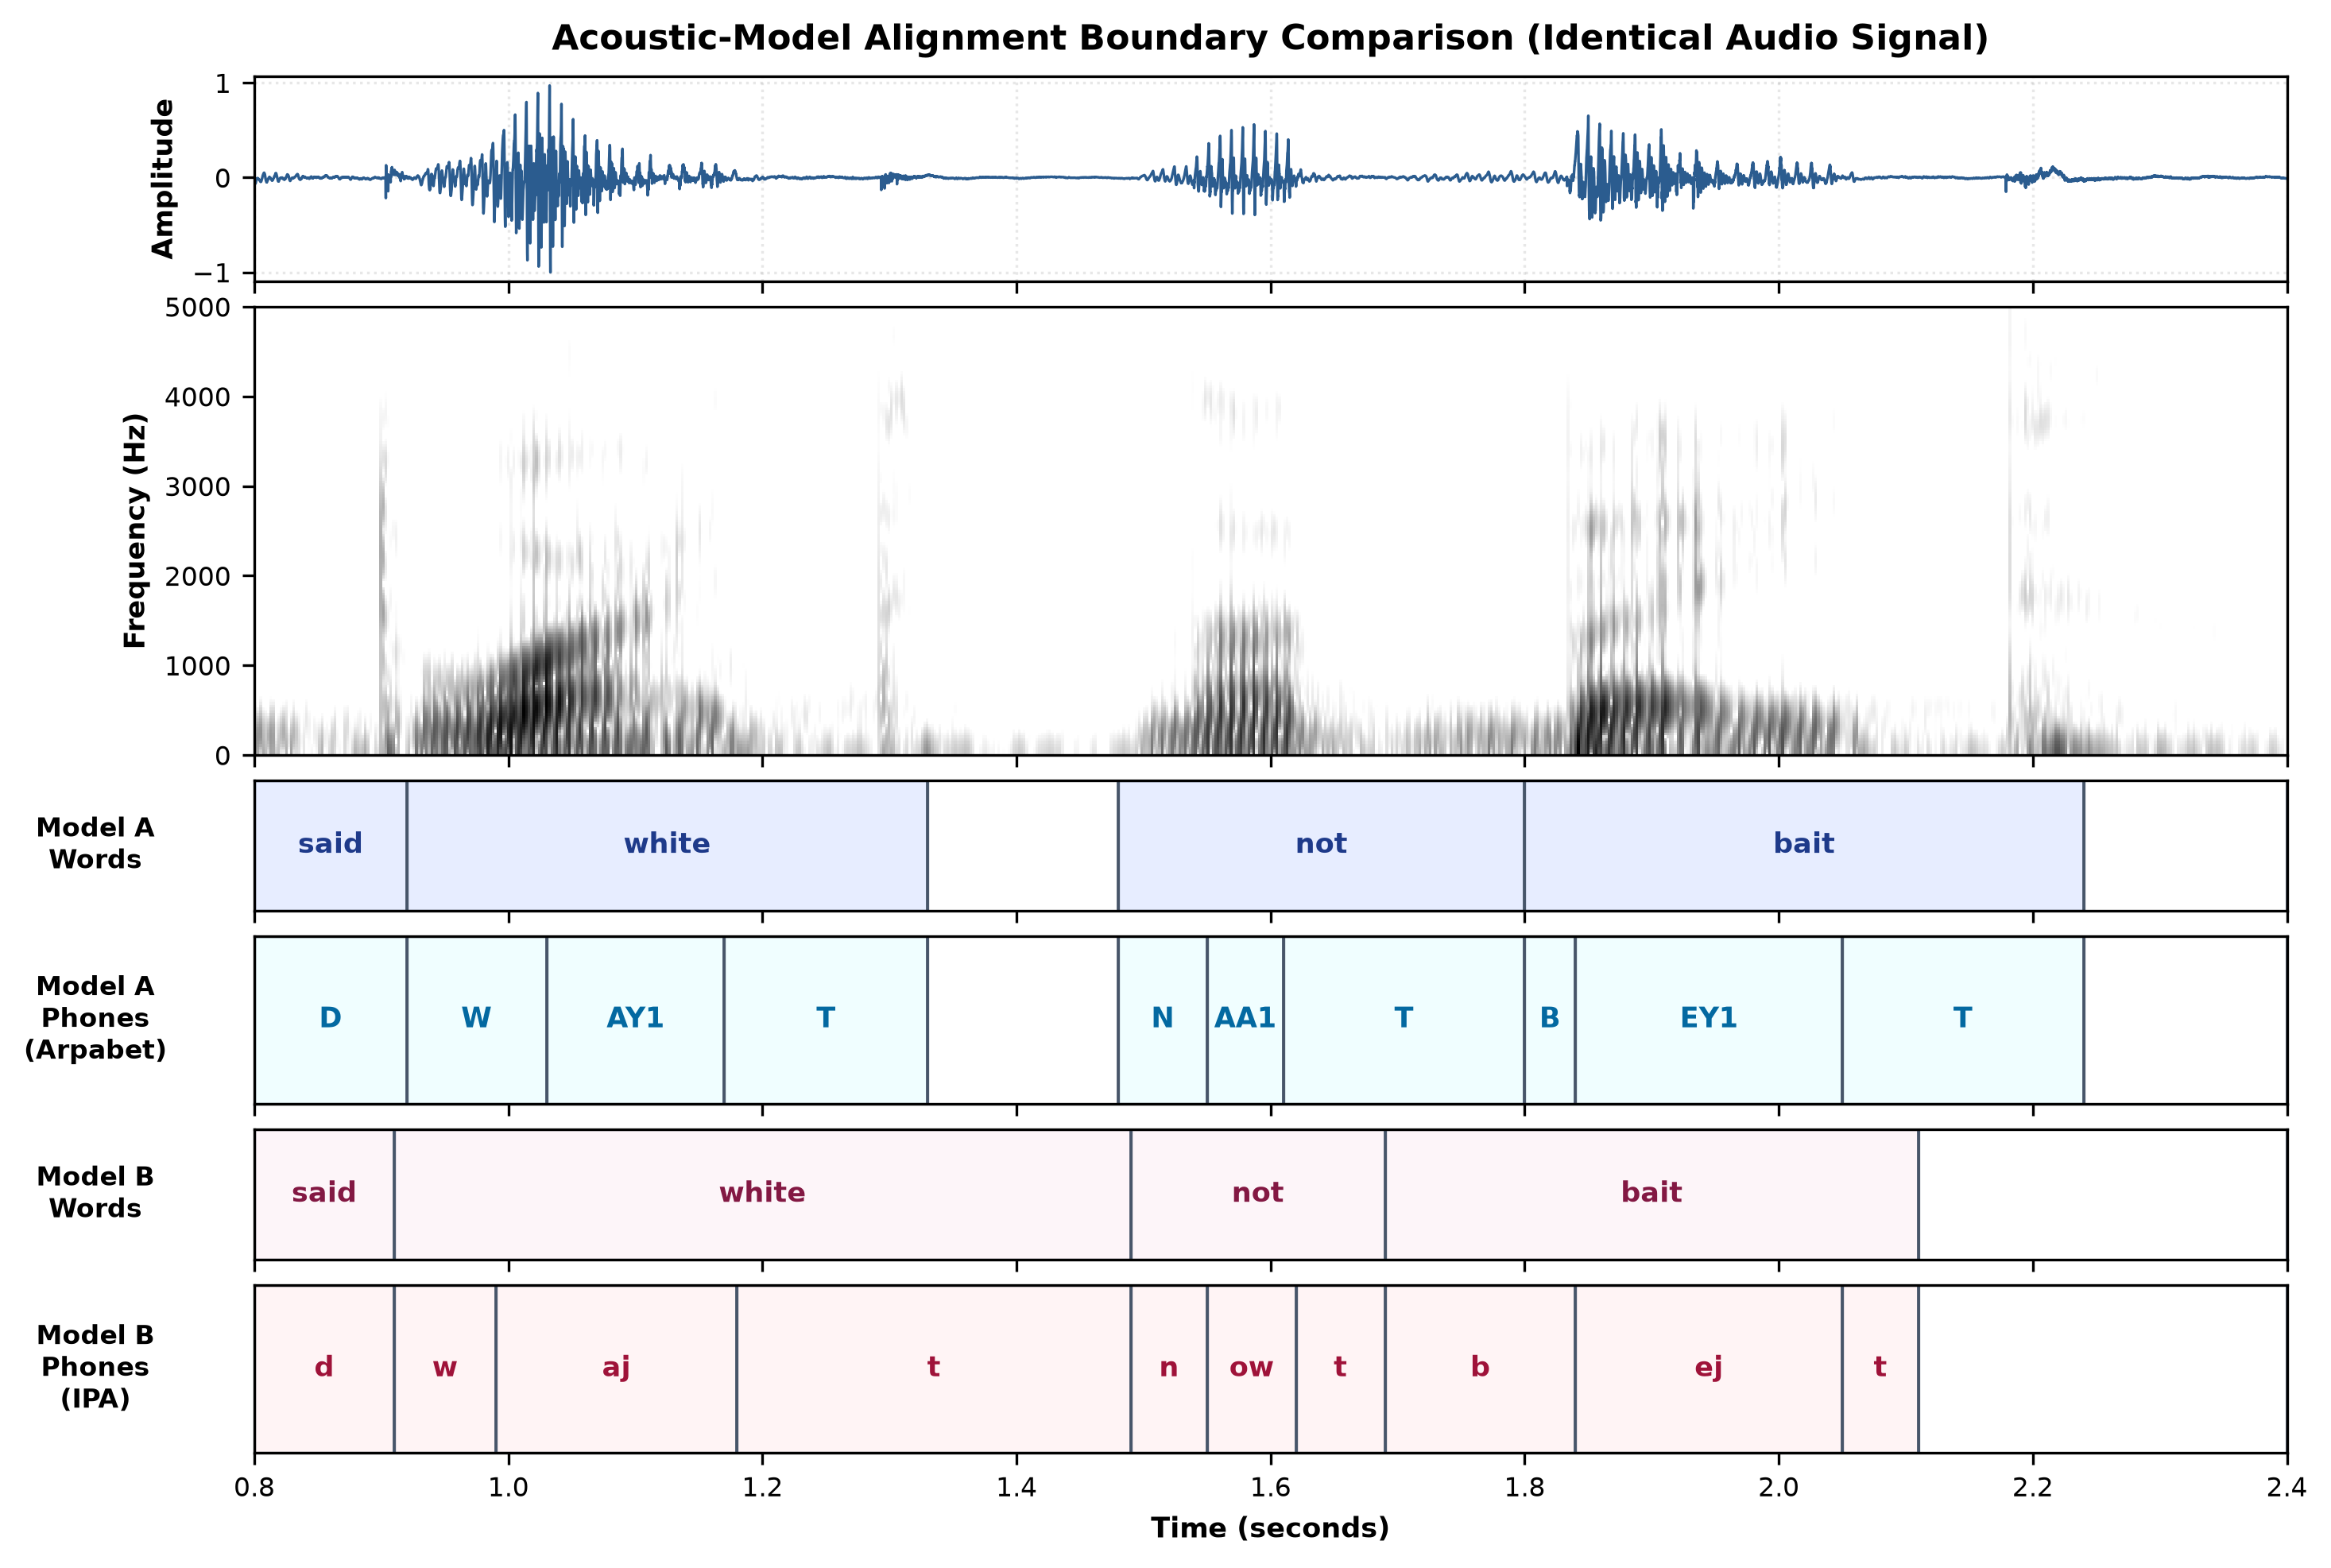 Acoustic-Model Alignment Boundary Comparison (Identical Audio Signal)
Amplitude
1
0
−1
Frequency (Hz)
5000
4000
3000
2000
1000
0
Model A
Words
said white not bait
Model A
Phones
(Arpabet)
D W AY1 T N AA1 T B EY1 T
Model B
Words
said white not bait
Model B
Phones
(IPA)
d w aj t n ow t b ej t
0.8 1.0 1.2 1.4 1.6 1.8 2.0 2.2 2.4
Time (seconds)